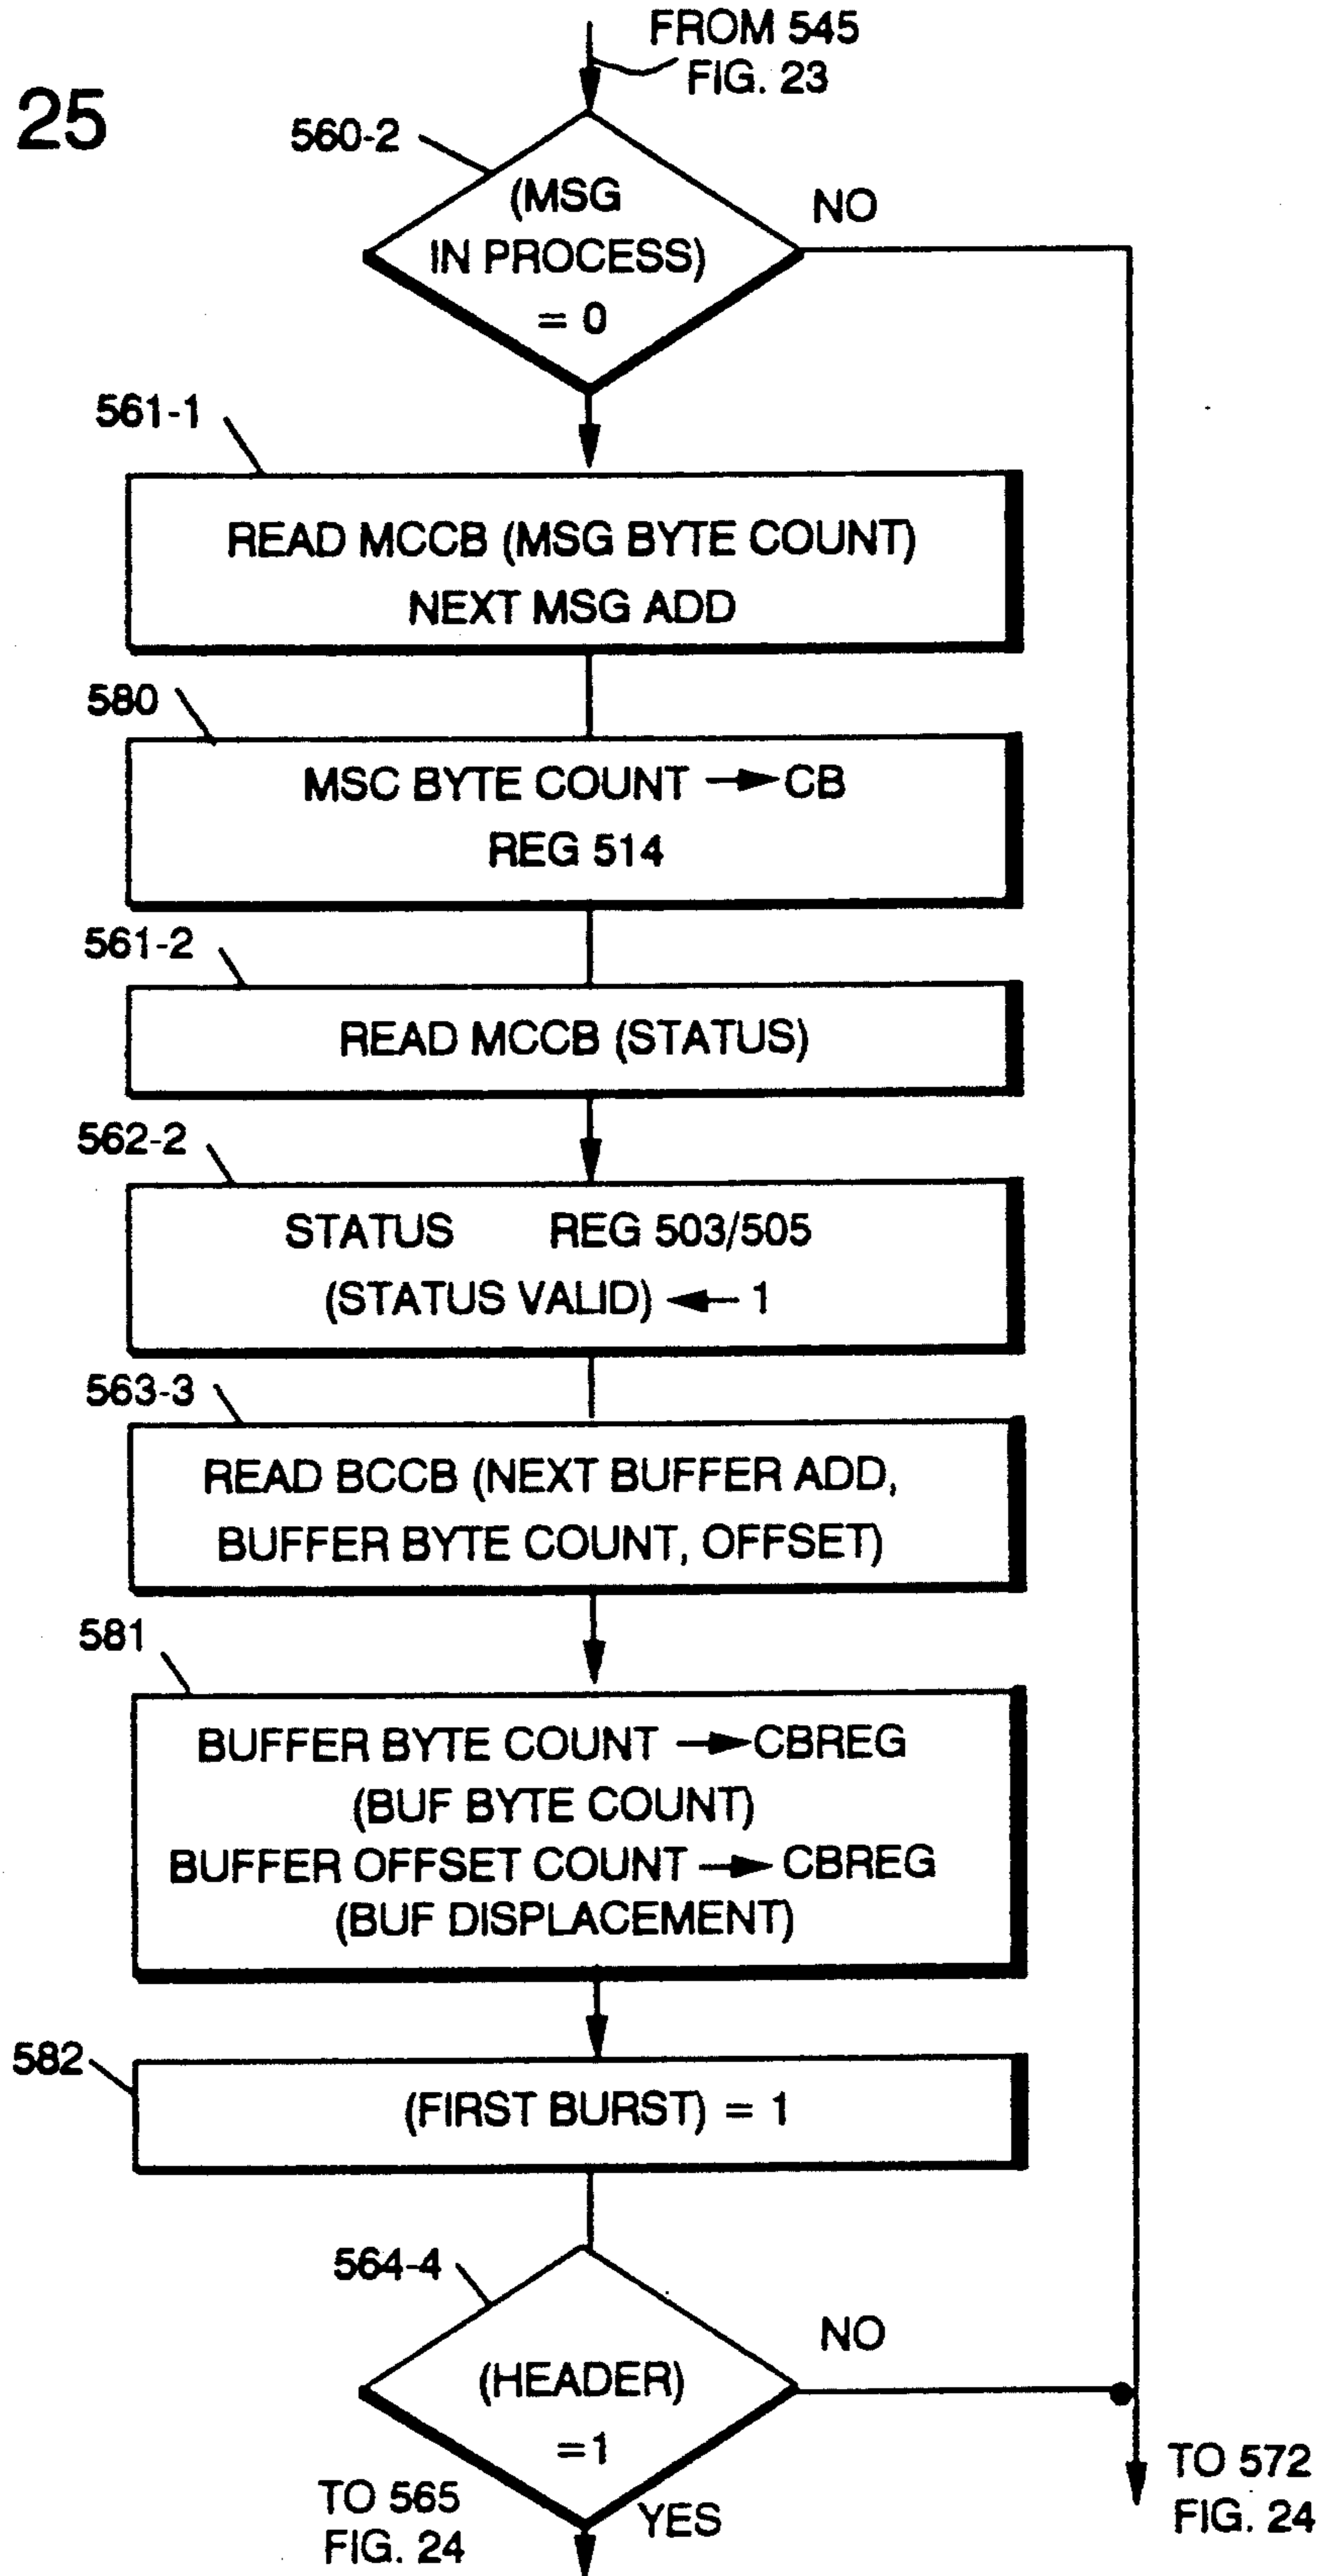 FROM 545
FIG. 23
25
560-2
(MSG
IN PROCESS)
= 0
NO
561-1
READ MCCB (MSG BYTE COUNT)
NEXT MSG ADD
580
MSC BYTE COUNT → CB
REG 514
561-2
READ MCCB (STATUS)
562-2
STATUS REG 503/505
(STATUS VALID) ← 1
563-3
READ BCCB (NEXT BUFFER ADD,
BUFFER BYTE COUNT, OFFSET)
581
BUFFER BYTE COUNT → CBREG
(BUF BYTE COUNT)
BUFFER OFFSET COUNT → CBREG
(BUF DISPLACEMENT)
582
(FIRST BURST) = 1
564-4
(HEADER)
=1
NO
YES
TO 565
FIG. 24
TO 572
FIG. 24